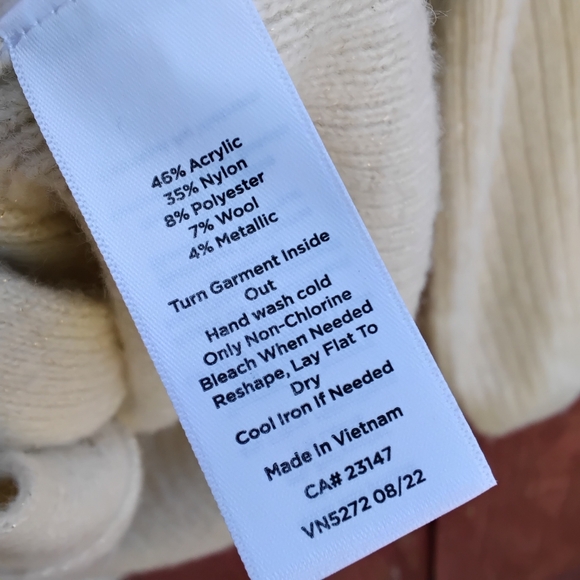 46% Acrylic
35% Nylon
8% Polyester
7% Wool
4% Metallic
Turn Garment Inside
Out
Hand wash cold
Only Non-Chlorine
Bleach When Needed
Reshape, Lay Flat To
Dry
Cool Iron If Needed
Made In Vietnam
CA# 23147
VN5272 08/22